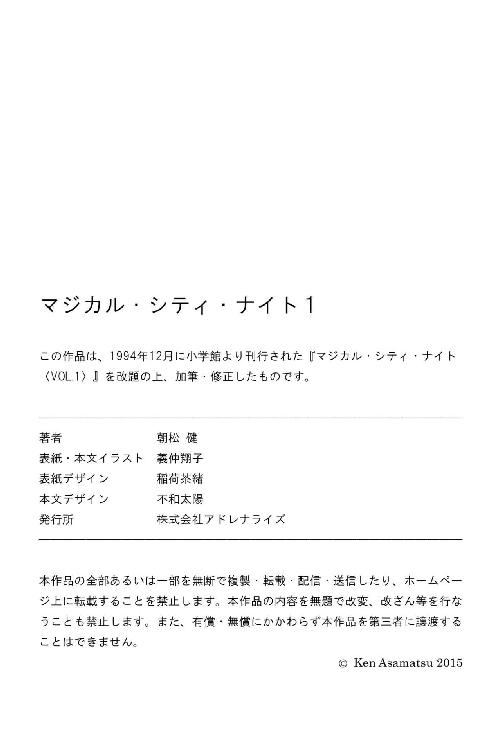 マジカル・シティ・ナイト1
この作品は、1994年12月に小学館より刊行された『マジカル・シティ・ナイト
〈VOL.1〉』を改題の上、加筆・修正したものです。
著者 朝松 健
表紙・本文イラスト 義仲翔子
表紙デザイン 稲荷茶緒
本文デザイン 不和太陽
発行所 株式会社アドレナライズ
本作品の全部あるいは一部を無断で複製・転載・配信・送信したり、ホームペー
ジ上に転載することを禁止します。本作品の内容を無題で改変、改ざん等を行な
うことも禁止します。また、有償・無償にかかわらず本作品を第三者に譲渡する
ことはできません。
© Ken Asamatsu 2015